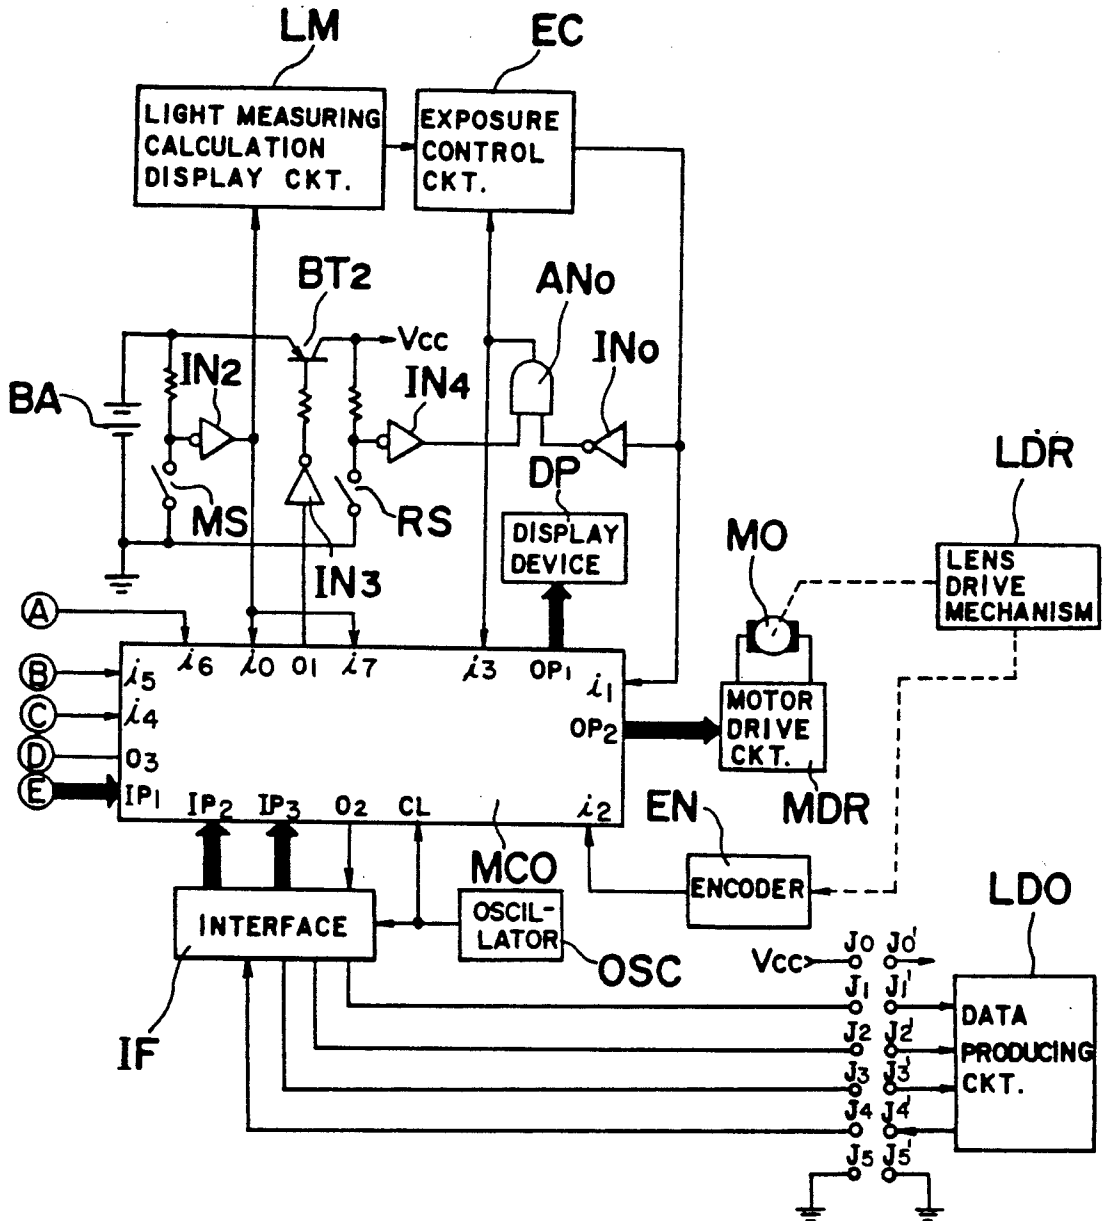 LM
EC
LIGHT MEASURING
CALCULATION
DISPLAY CKT.
EXPOSURE
CONTROL
CKT.
BT2
ANo
INo
Vcc
BA
IN2
IN4
LDR
MS
RS
DP
MO
IN3
DISPLAY
DEVICE
LENS
DRIVE
MECHANISM
A
B
C
D
E
i6
i0
O1
i7
i3
OP1
i5
i1
i4
OP2
O3
IP1
IP2
IP3
O2
CL
i2
MOTOR
DRIVE
CKT.
MDR
EN
MCO
ENCODER
LDO
INTERFACE
OSCIL-
LATOR
OSC
IF
Vcc
J0 J0'
J1 J1'
J2 J2'
J3 J3'
J4 J4'
J5 J5'
DATA
PRODUCING
CKT.